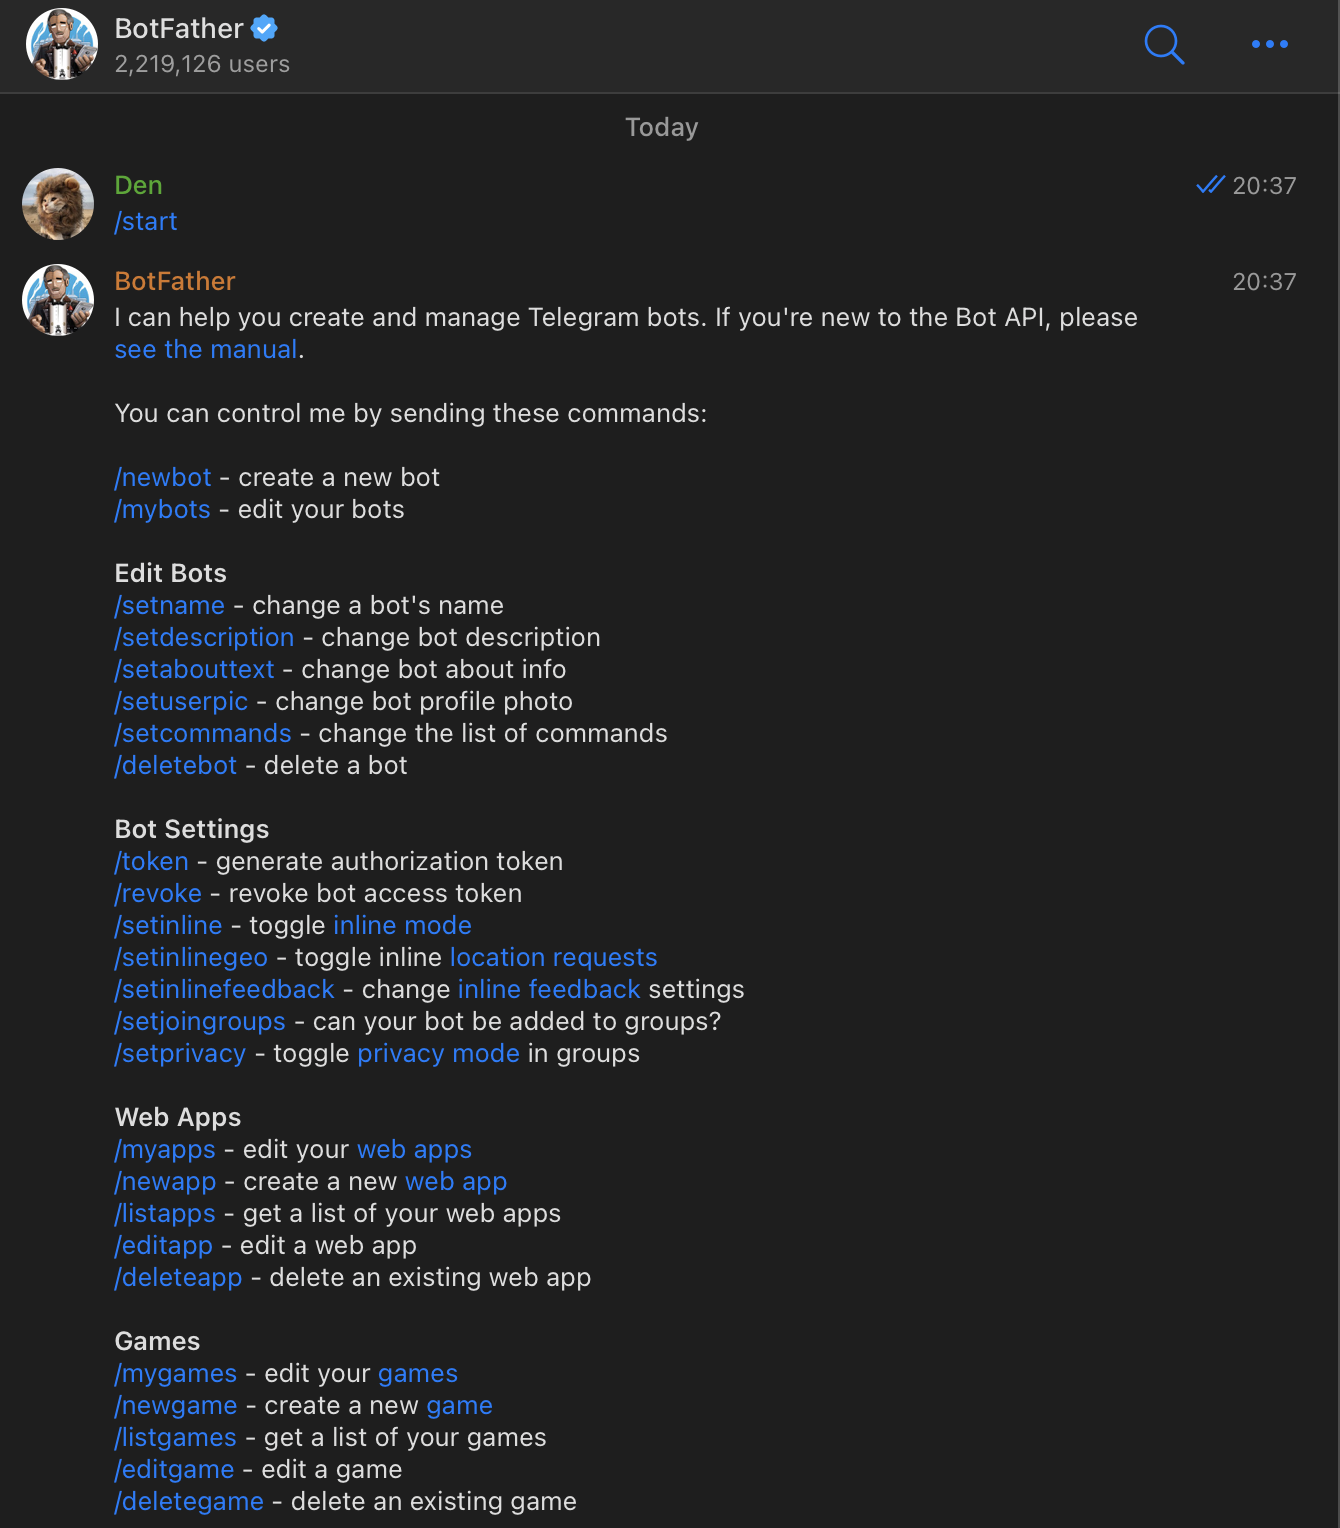 BotFather
2,219,126 users
Today
Den
20:37
/start
BotFather
20:37
I can help you create and manage Telegram bots. If you're new to the Bot API, please
see the manual.
You can control me by sending these commands:
/newbot - create a new bot
/mybots - edit your bots
Edit Bots
/setname - change a bot's name
/setdescription - change bot description
/setabouttext - change bot about info
/setuserpic - change bot profile photo
/setcommands - change the list of commands
/deletebot - delete a bot
Bot Settings
/token - generate authorization token
/revoke - revoke bot access token
/setinline - toggle inline mode
/setinlinegeo - toggle inline location requests
/setinlinefeedback - change inline feedback settings
/setjoingroups - can your bot be added to groups?
/setprivacy - toggle privacy mode in groups
Web Apps
/myapps - edit your web apps
/newapp - create a new web app
/listapps - get a list of your web apps
/editapp - edit a web app
/deleteapp - delete an existing web app
Games
/mygames - edit your games
/newgame - create a new game
/listgames - get a list of your games
/editgame - edit a game
/deletegame - delete an existing game